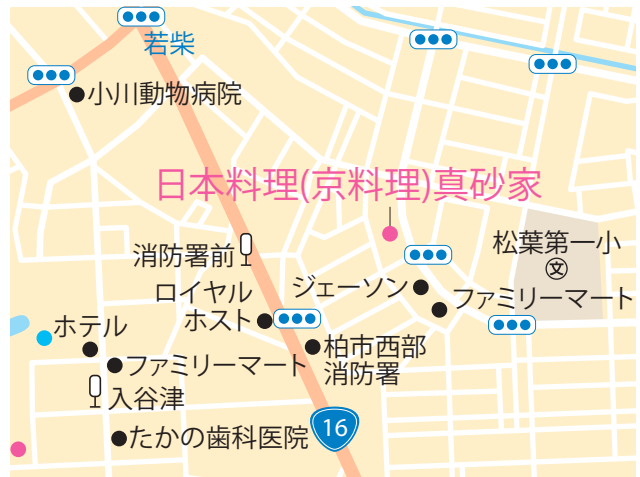 若柴
小川動物病院
日本料理(京料理)真砂家
消防署前
松葉第一小
文
ロイヤル
ホスト
ジェーソン
ファミリーマート
ホテル
ファミリーマート
柏市西部
消防署
入谷津
たかの歯科医院
16